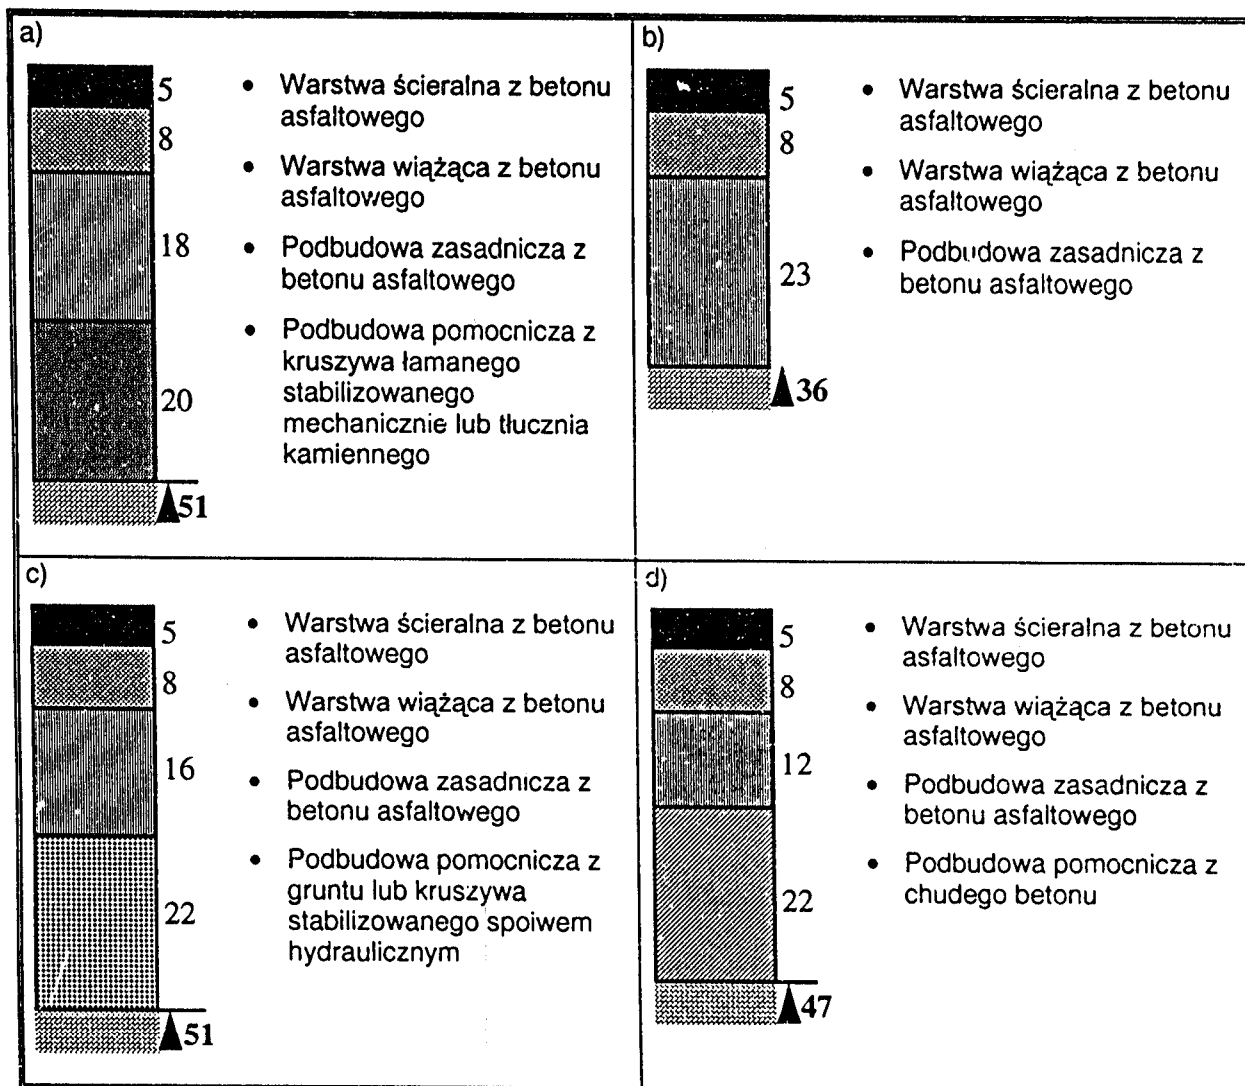 a)
5
8
18
20
51
• Warstwa ścieralna z betonu
asfaltowego
• Warstwa wiążąca z betonu
asfaltowego
• Podbudowa zasadnicza z
betonu asfaltowego
• Podbudowa pomocnicza z
kruszywa łamanego
stabilizowanego
mechanicznie lub tłucznia
kamiennego
b)
5
8
23
36
• Warstwa ścieralna z betonu
asfaltowego
• Warstwa wiążąca z betonu
asfaltowego
• Podbudowa zasadnicza z
betonu asfaltowego
c)
5
8
16
22
51
• Warstwa ścieralna z betonu
asfaltowego
• Warstwa wiążąca z betonu
asfaltowego
• Podbudowa zasadnicza z
betonu asfaltowego
• Podbudowa pomocnicza z
gruntu lub kruszywa
stabilizowanego spoiwem
hydraulicznym
d)
5
8
12
22
47
• Warstwa ścieralna z betonu
asfaltowego
• Warstwa wiążąca z betonu
asfaltowego
• Podbudowa zasadnicza z
betonu asfaltowego
• Podbudowa pomocnicza z
chudego betonu